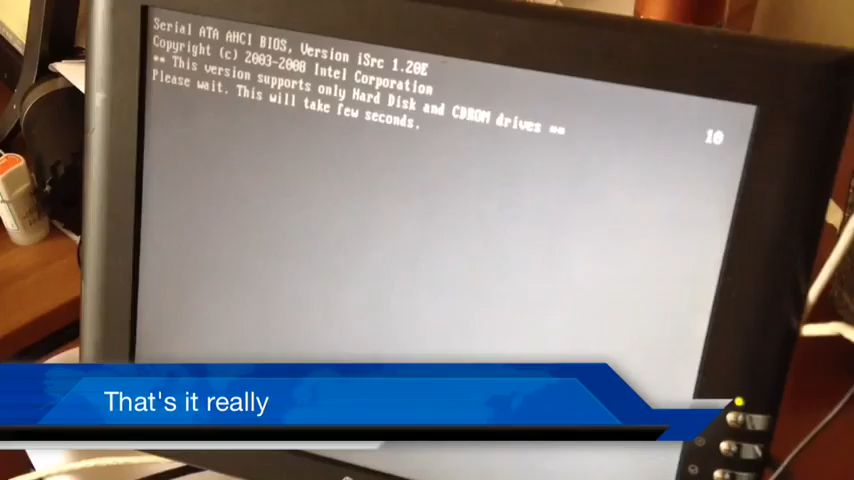 Serial ATA AHCI BIOS, Version iSrc 1.20E
Copyright (c) 2003-2008 Intel Corporation
** This version supports only Hard Disk and CDROM drives **
Please wait. This will take few seconds.
10
That's it really